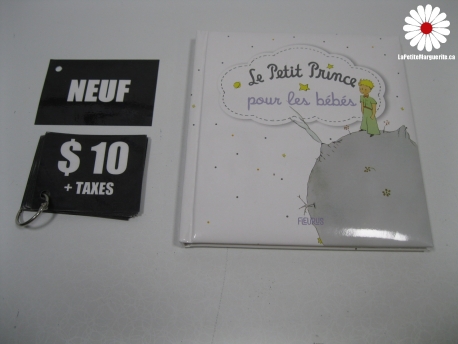 LaPetiteMarguerite.ca
NEUF
$ 10
+ TAXES
Le Petit Prince
pour les bébés
FLEURUS